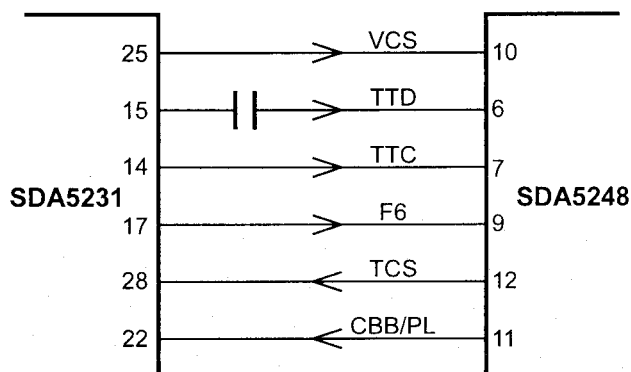 25 VCS 10
15 TTD 6
14 TTC 7
SDA5231 SDA5248
17 F6 9
28 TCS 12
22 CBB/PL 11